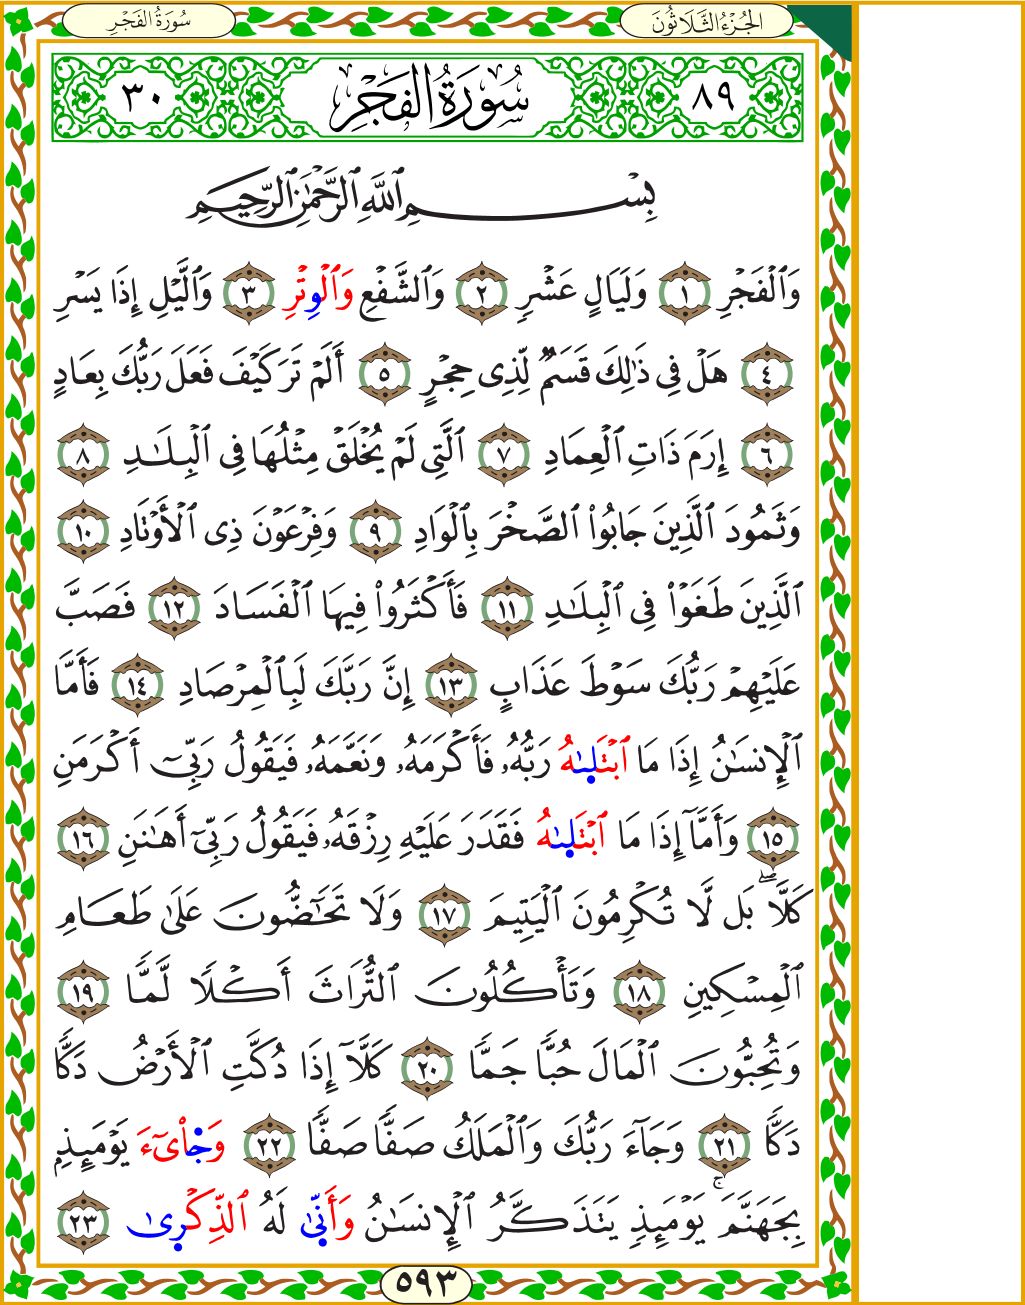 الجُزْءُ الثَّلَاثُونَ
سُورَةُ الفَجْرِ
٨٩
سُورَةُ الفَجْرِ
٣٠
بِسْمِ ٱللَّهِ ٱلرَّحْمَٰنِ ٱلرَّحِيمِ
وَٱلْفَجْرِ ١ وَلَيَالٍ عَشْرٍ ٢ وَٱلشَّفْعِ وَٱلْوِتْرِ ٣ وَٱلَّيْلِ إِذَا يَسْرِ
٤ هَلْ فِى ذَٰلِكَ قَسَمٌ لِّذِى حِجْرٍ ٥ أَلَمْ تَرَ كَيْفَ فَعَلَ رَبُّكَ بِعَادٍ
٦ إِرَمَ ذَاتِ ٱلْعِمَادِ ٧ ٱلَّتِى لَمْ يُخْلَقْ مِثْلُهَا فِى ٱلْبِلَٰدِ ٨
وَثَمُودَ ٱلَّذِينَ جَابُوا۟ ٱلصَّخْرَ بِٱلْوَادِ ٩ وَفِرْعَوْنَ ذِى ٱلْأَوْتَادِ ١٠
ٱلَّذِينَ طَغَوْا۟ فِى ٱلْبِلَٰدِ ١١ فَأَكْثَرُوا۟ فِيهَا ٱلْفَسَادَ ١٢ فَصَبَّ
عَلَيْهِمْ رَبُّكَ سَوْطَ عَذَابٍ ١٣ إِنَّ رَبَّكَ لَبِٱلْمِرْصَادِ ١٤ فَأَمَّا
ٱلْإِنسَٰنُ إِذَا مَا ٱبْتَلَىٰهُ رَبُّهُۥ فَأَكْرَمَهُۥ وَنَعَّمَهُۥ فَيَقُولُ رَبِّىٓ أَكْرَمَنِ
١٥ وَأَمَّآ إِذَا مَا ٱبْتَلَىٰهُ فَقَدَرَ عَلَيْهِ رِزْقَهُۥ فَيَقُولُ رَبِّىٓ أَهَٰنَنِ ١٦
كَلَّا ۖ بَل لَّا تُكْرِمُونَ ٱلْيَتِيمَ ١٧ وَلَا تَحَٰٓضُّونَ عَلَىٰ طَعَامِ
ٱلْمِسْكِينِ ١٨ وَتَأْكُلُونَ ٱلتُّرَاثَ أَكْلًا لَّمًّا ١٩
وَتُحِبُّونَ ٱلْمَالَ حُبًّا جَمًّا ٢٠ كَلَّآ إِذَا دُكَّتِ ٱلْأَرْضُ دَكًّا
دَكًّا ٢١ وَجَآءَ رَبُّكَ وَٱلْمَلَكُ صَفًّا صَفًّا ٢٢ وَجِا۟ىٓءَ يَوْمَئِذٍۭ
بِجَهَنَّمَ ۚ يَوْمَئِذٍ يَتَذَكَّرُ ٱلْإِنسَٰنُ وَأَنَّىٰ لَهُ ٱلذِّكْرَىٰ ٢٣
٥٩٣